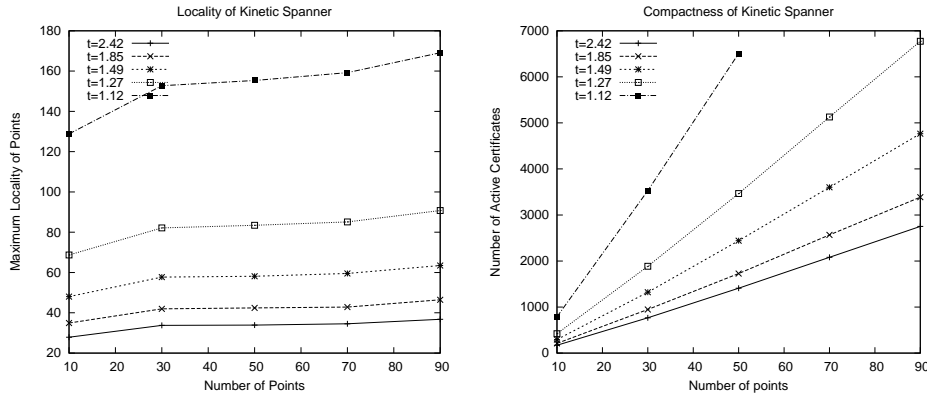 Locality of Kinetic Spanner
180
160
140
120
100
80
60
40
20
10 20 30 40 50 60 70 80 90
Maximum Locality of Points
Number of Points
t=2.42
t=1.85
t=1.49
t=1.27
t=1.12
Compactness of Kinetic Spanner
7000
6000
5000
4000
3000
2000
1000
0
10 20 30 40 50 60 70 80 90
Number of Active Certificates
Number of points
t=2.42
t=1.85
t=1.49
t=1.27
t=1.12